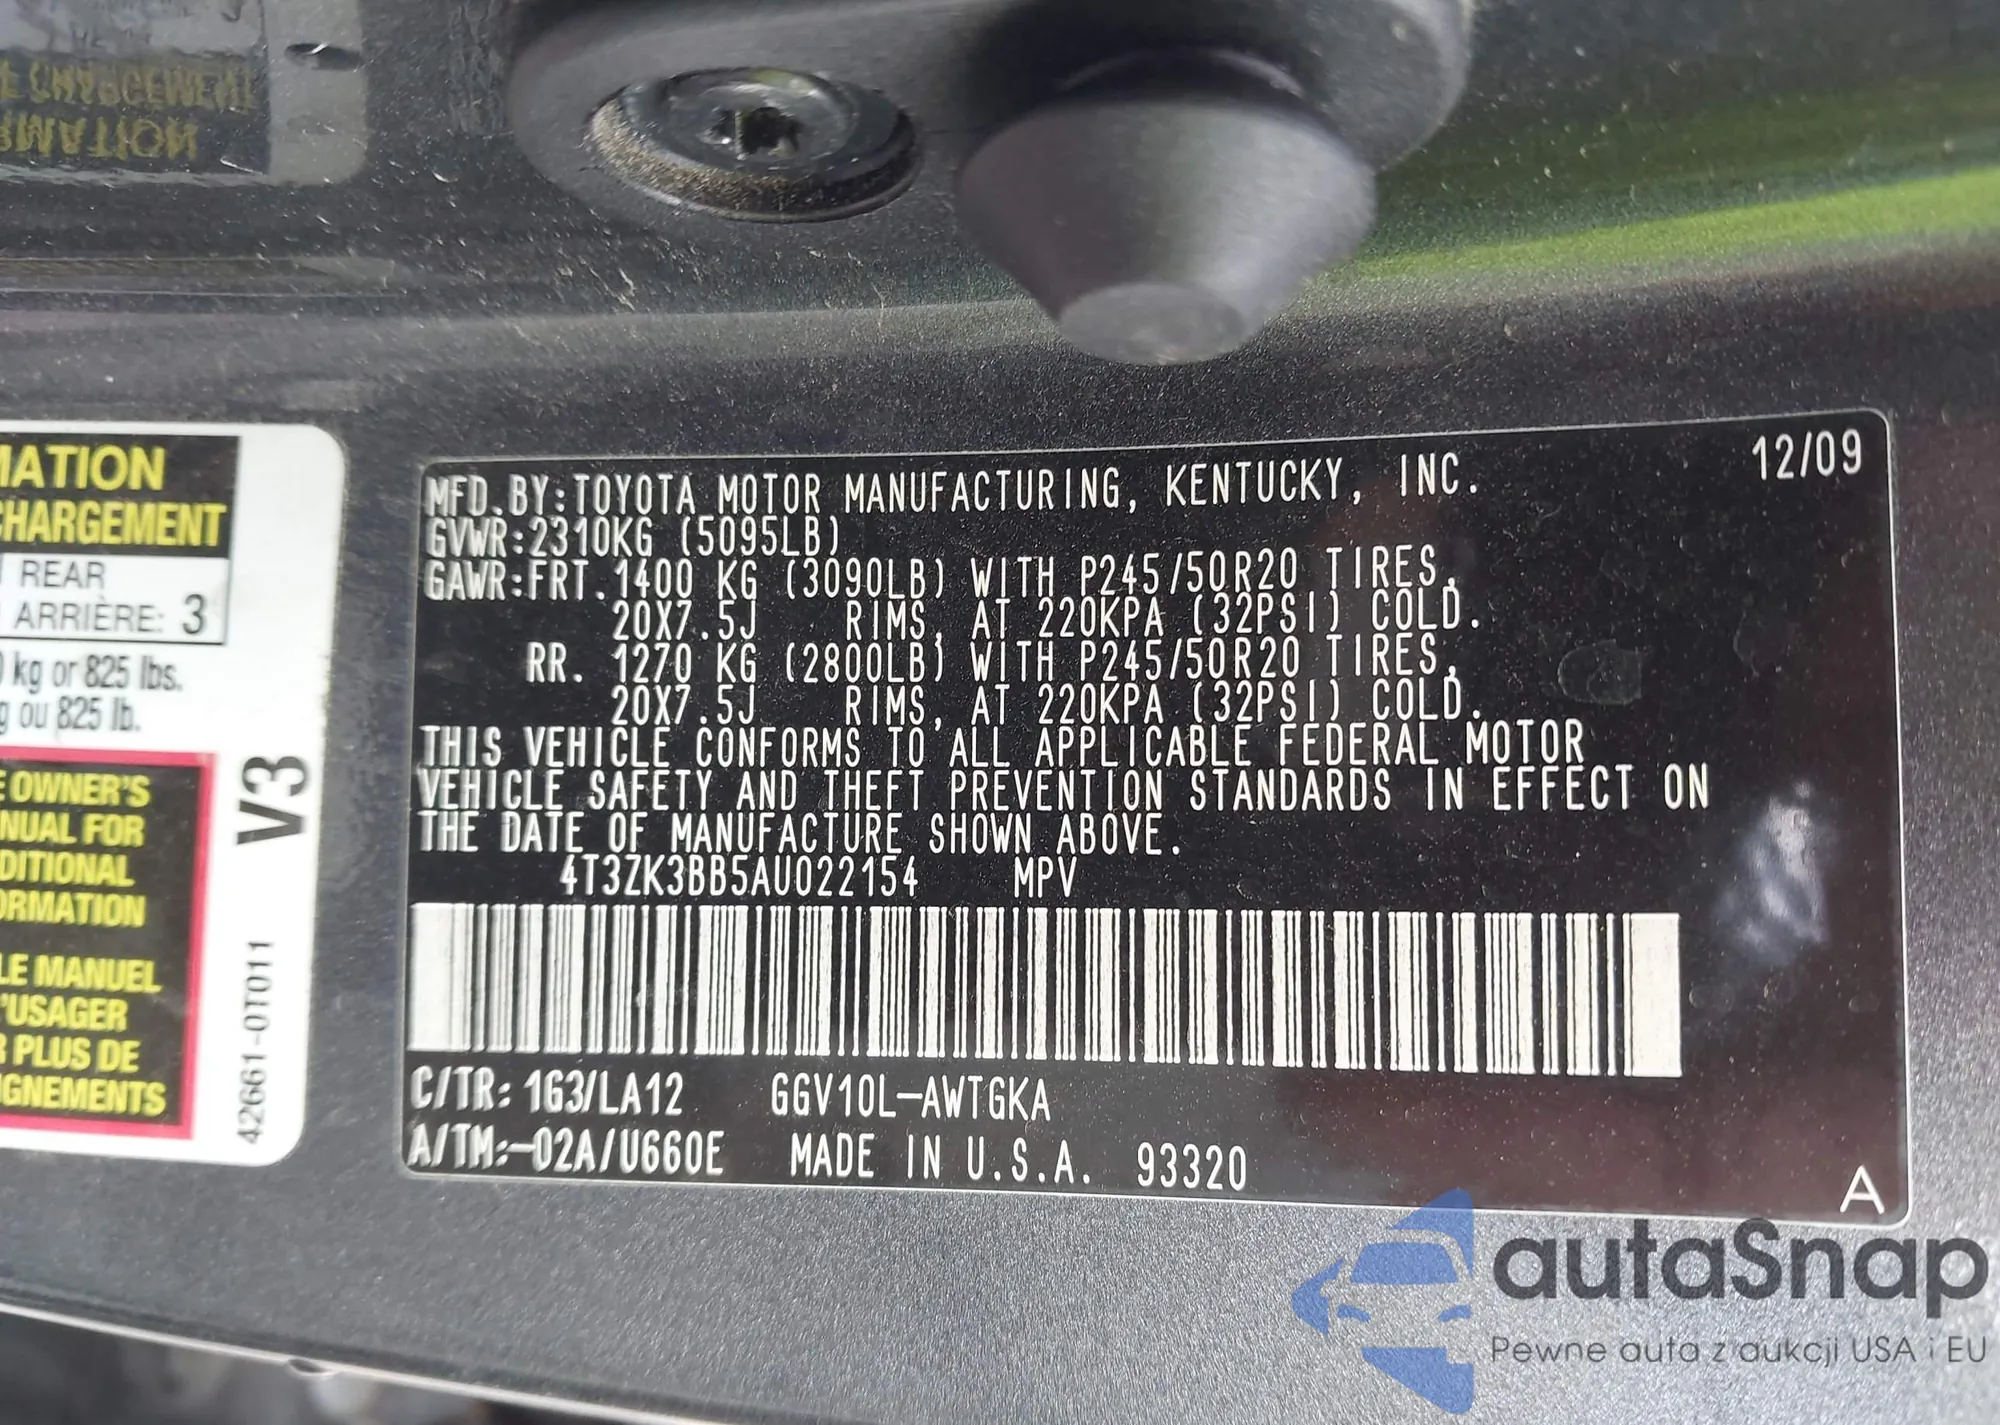 E CHARGEMENT
RMATION
MATION
CHARGEMENT
REAR
ARRIÈRE: 3
0 kg or 825 lbs.
g ou 825 lb.
E OWNER'S
NUAL FOR
DITIONAL
ORMATION
LE MANUEL
'USAGER
R PLUS DE
IGNEMENTS
V3
42661-0T011
12/09
MFD.BY:TOYOTA MOTOR MANUFACTURING, KENTUCKY, INC.
GVWR:2310KG (5095LB)
GAWR:FRT.1400 KG (3090LB) WITH P245/50R20 TIRES,
20X7.5J RIMS, AT 220KPA (32PSI) COLD.
RR. 1270 KG (2800LB) WITH P245/50R20 TIRES,
20X7.5J RIMS, AT 220KPA (32PSI) COLD.
THIS VEHICLE CONFORMS TO ALL APPLICABLE FEDERAL MOTOR
VEHICLE SAFETY AND THEFT PREVENTION STANDARDS IN EFFECT ON
THE DATE OF MANUFACTURE SHOWN ABOVE.
4T3ZK3BB5AU022154 MPV
C/TR: 1G3/LA12 GGV10L-AWTGKA
A/TM:-02A/U660E MADE IN U.S.A. 93320
A
autaSnap
Pewne auta z aukcji USA i EU